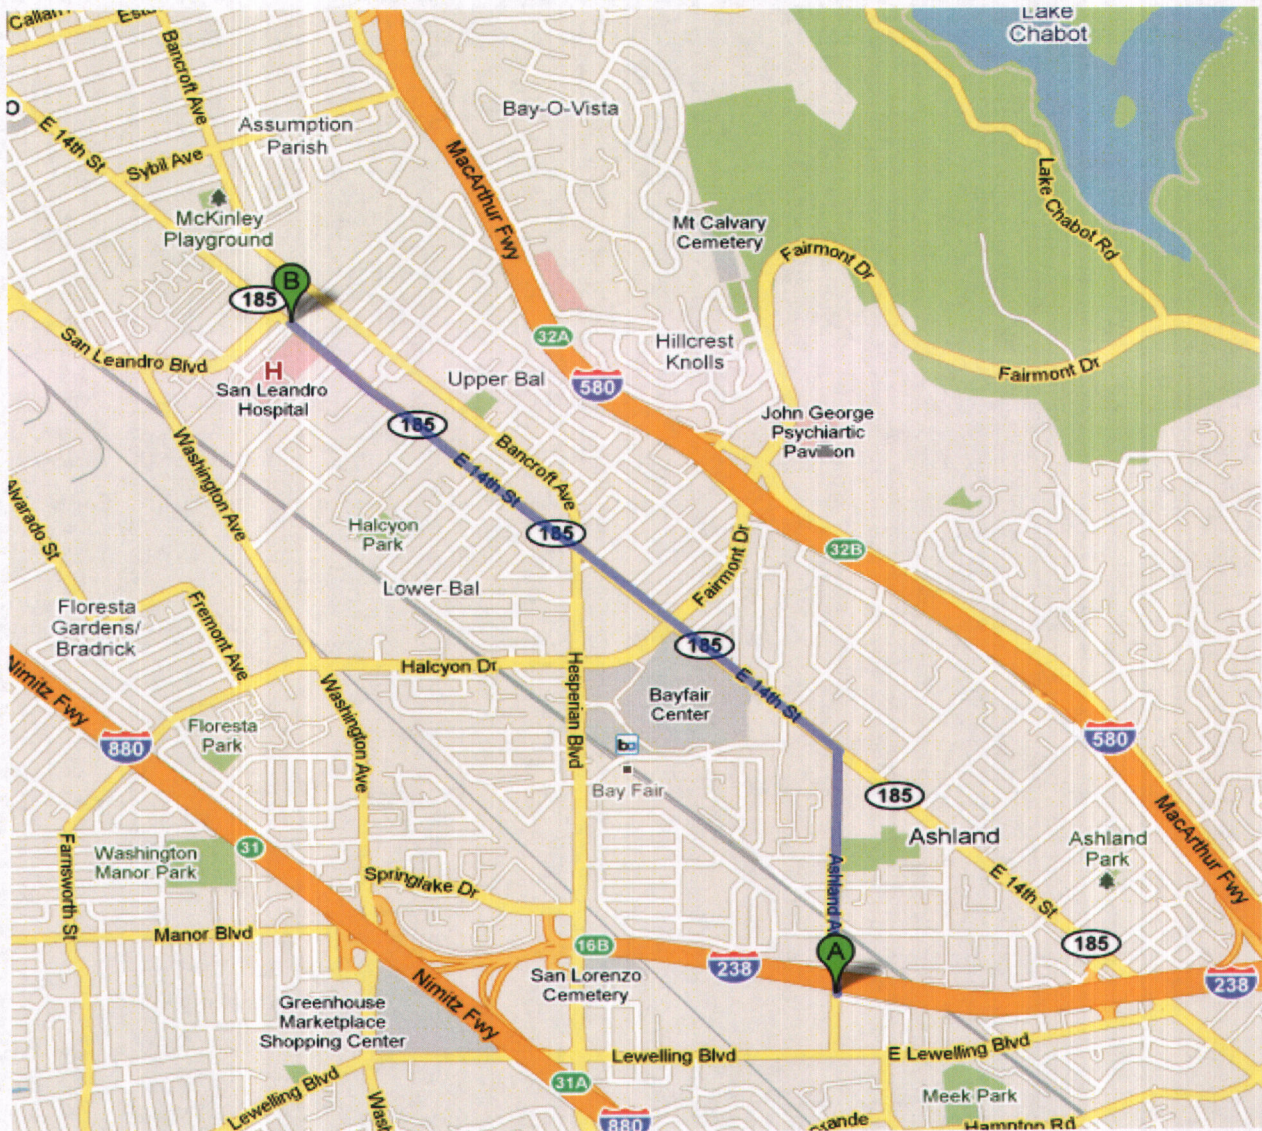 Lake
Chabot
Bancroft Ave
E 14th St
Assumption
Parish
Sybil Ave
Bay-O-Vista
MacArthur Fwy
McKinley
Playground
Mt Calvary
Cemetery
Lake Chabot Rd
Fairmont Dr
B
185
San Leandro Blvd
32A
Hillcrest
Knolls
580
Fairmont Dr
H
San Leandro
Hospital
Upper Bal
185
John George
Psychiartic
Pavilion
Washington Ave
E 14th St
Bancroft Ave
Alvarado St
Halcyon
Park
185
32B
Lower Bal
Fairmont Dr
Floresta
Gardens/
Bradrick
Fremont Ave
185
Halcyon Dr
Nimitz Fwy
Washington Ave
Hesperian Blvd
Bayfair
Center
E 14th St
880
Floresta
Park
580
Bay Fair
185
MacArthur Fwy
Ashland
Ashland
Park
31
Washington
Manor Park
Farnsworth St
Springlake Dr
Ashland A
E 14th St
Manor Blvd
16B
238
A
185
238
San Lorenzo
Cemetery
Nimitz Fwy
Greenhouse
Marketplace
Shopping Center
Lewelling Blvd
E Lewelling Blvd
31A
Lewelling Blvd
Wash
880
Meek Park
Hampton Rd